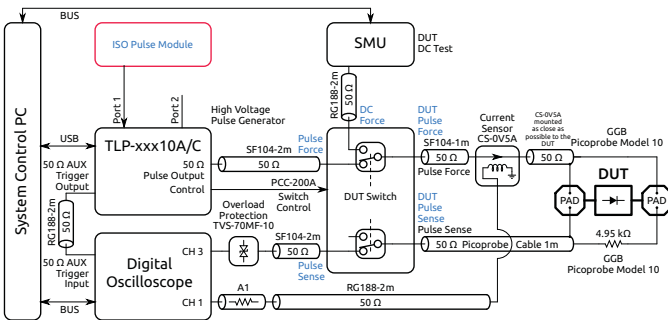 BUS
ISO Pulse Module
SMU
DUT
DC Test
System Control PC
Port 1
Port 2
High Voltage
Pulse Generator
RG188-2m
50 Ω
DC
Force
DUT
Pulse
Force
Current
Sensor
CS-0V5A
CS-0V5A
mounted
as close as
possible to the
DUT
GGB
Picoprobe Model 10
USB
TLP-xxx10A/C
50 Ω
Pulse Output
Control
SF104-2m
50 Ω
Pulse
Force
SF104-1m
50 Ω
Pulse Force
50 Ω
50 Ω AUX
Trigger
Output
PCC-200A
Switch
Control
DUT Switch
DUT
PAD
PAD
RG188-2m
50 Ω
Overload
Protection
TVS-70MF-10
DUT
Pulse
Sense
Pulse Sense
50 Ω Picoprobe Cable 1m
4.95 kΩ
GGB
Picoprobe Model 10
50 Ω AUX
Trigger
Input
Digital
Oscilloscope
CH 3
SF104-2m
50 Ω
Pulse
Sense
CH 1
A1
RG188-2m
50 Ω
BUS